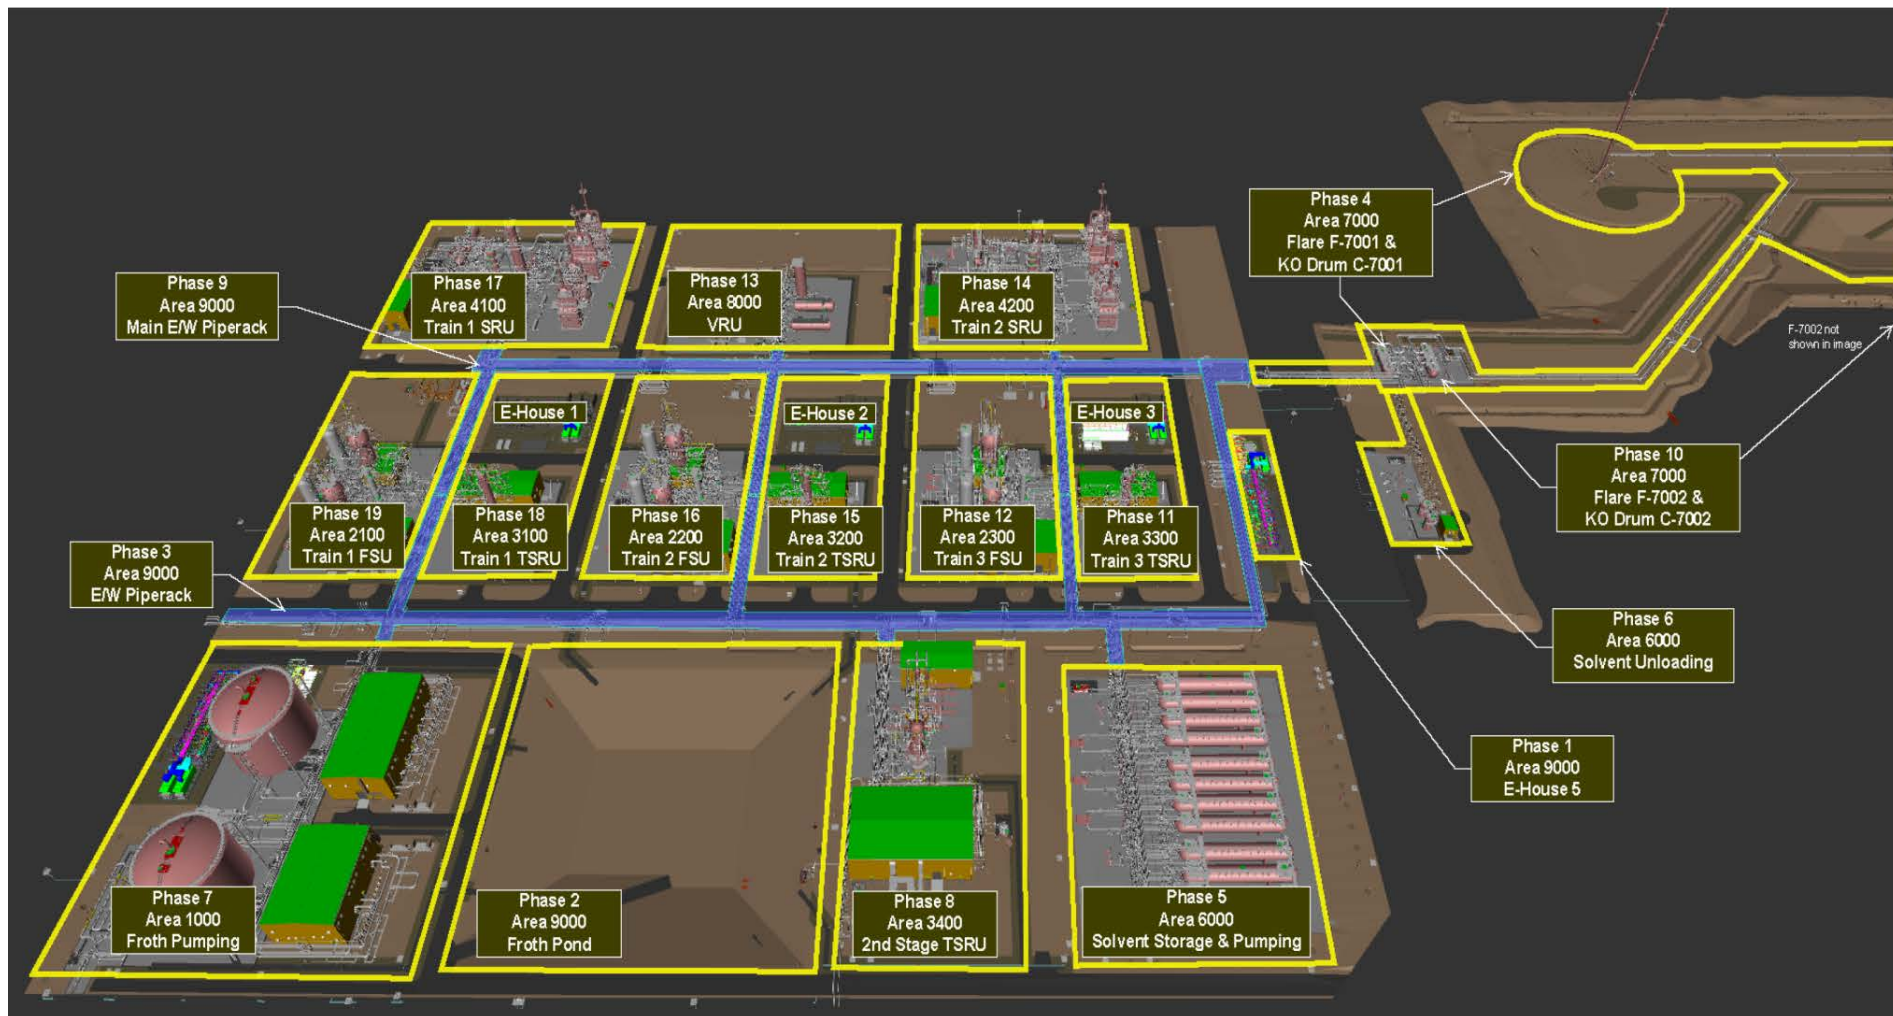 Phase 4
Area 7000
Flare F-7001 &
KO Drum C-7001
Phase 9
Area 9000
Main E/W Piperack
Phase 17
Area 4100
Train 1 SRU
Phase 13
Area 8000
VRU
Phase 14
Area 4200
Train 2 SRU
F-7002 not
shown in image
E-House 1
E-House 2
E-House 3
Phase 10
Area 7000
Flare F-7002 &
KO Drum C-7002
Phase 19
Area 2100
Train 1 FSU
Phase 18
Area 3100
Train 1 TSRU
Phase 16
Area 2200
Train 2 FSU
Phase 15
Area 3200
Train 2 TSRU
Phase 12
Area 2300
Train 3 FSU
Phase 11
Area 3300
Train 3 TSRU
Phase 3
Area 9000
E/W Piperack
Phase 6
Area 6000
Solvent Unloading
Phase 1
Area 9000
E-House 5
Phase 7
Area 1000
Froth Pumping
Phase 2
Area 9000
Froth Pond
Phase 8
Area 3400
2nd Stage TSRU
Phase 5
Area 6000
Solvent Storage & Pumping